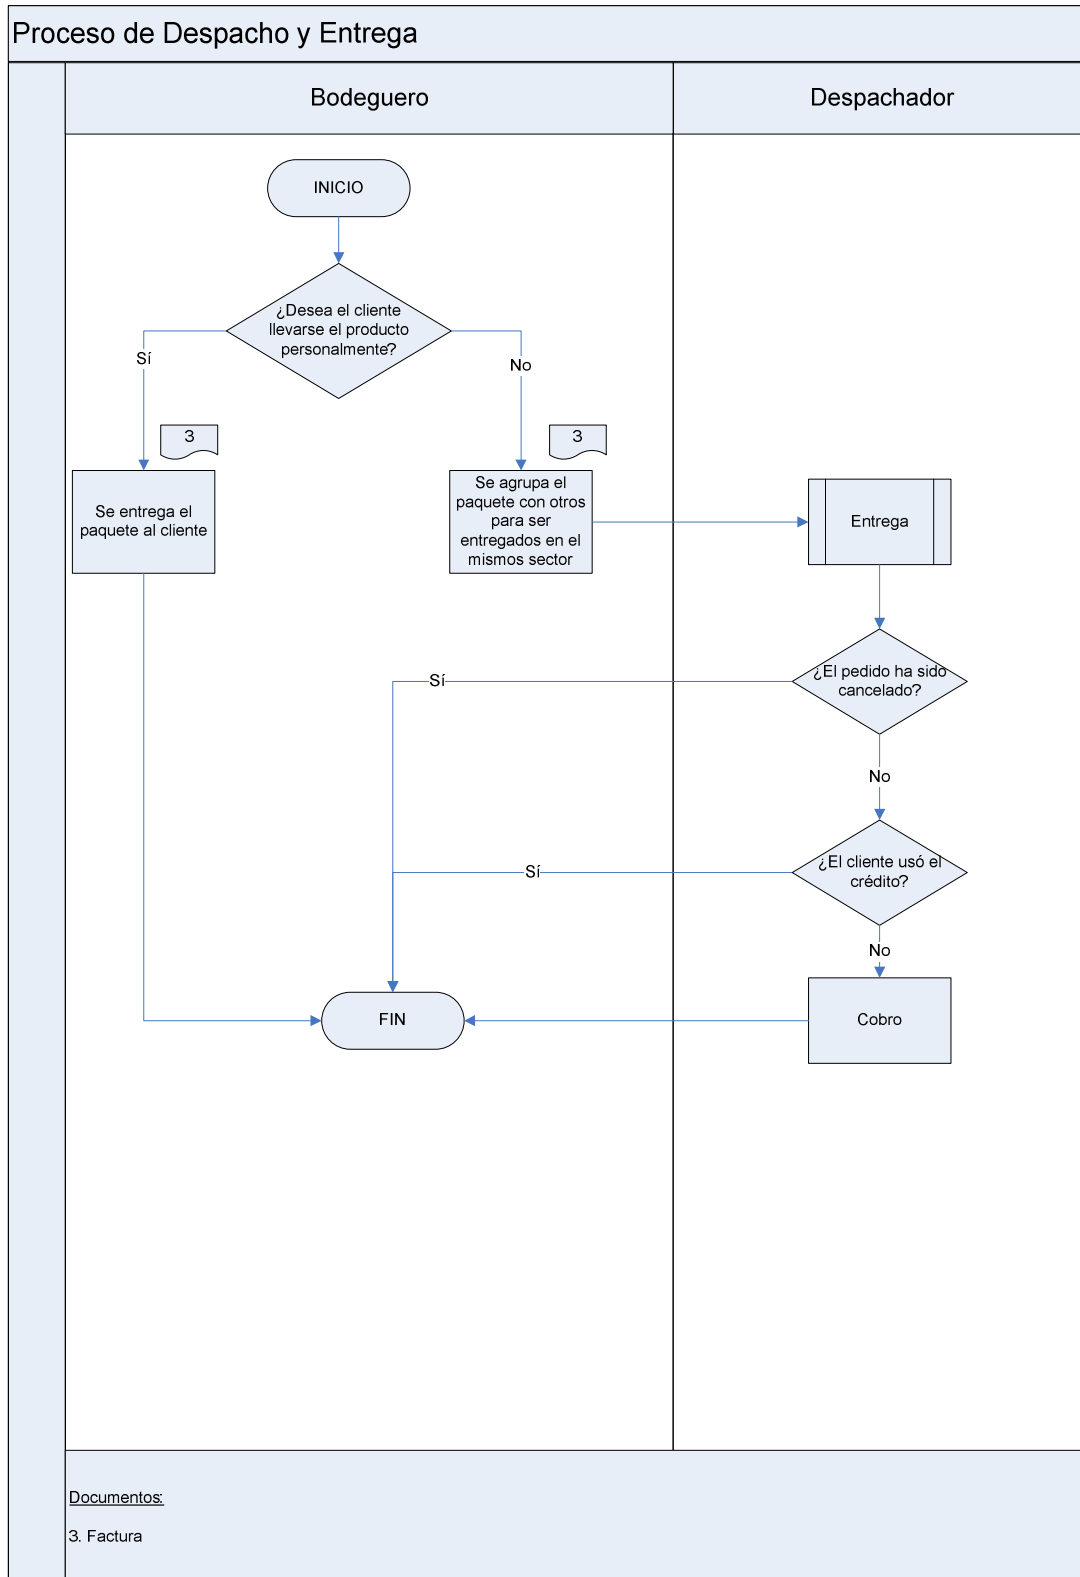 Proceso de Despacho y Entrega
Bodeguero
Despachador
INICIO
¿Desea el cliente
llevarse el producto
personalmente?
Sí
No
3
3
Se entrega el
paquete al cliente
Se agrupa el
paquete con otros
para ser
entregados en el
mismos sector
Entrega
¿El pedido ha sido
cancelado?
Sí
No
¿El cliente usó el
crédito?
Sí
No
FIN
Cobro
Documentos:
3. Factura